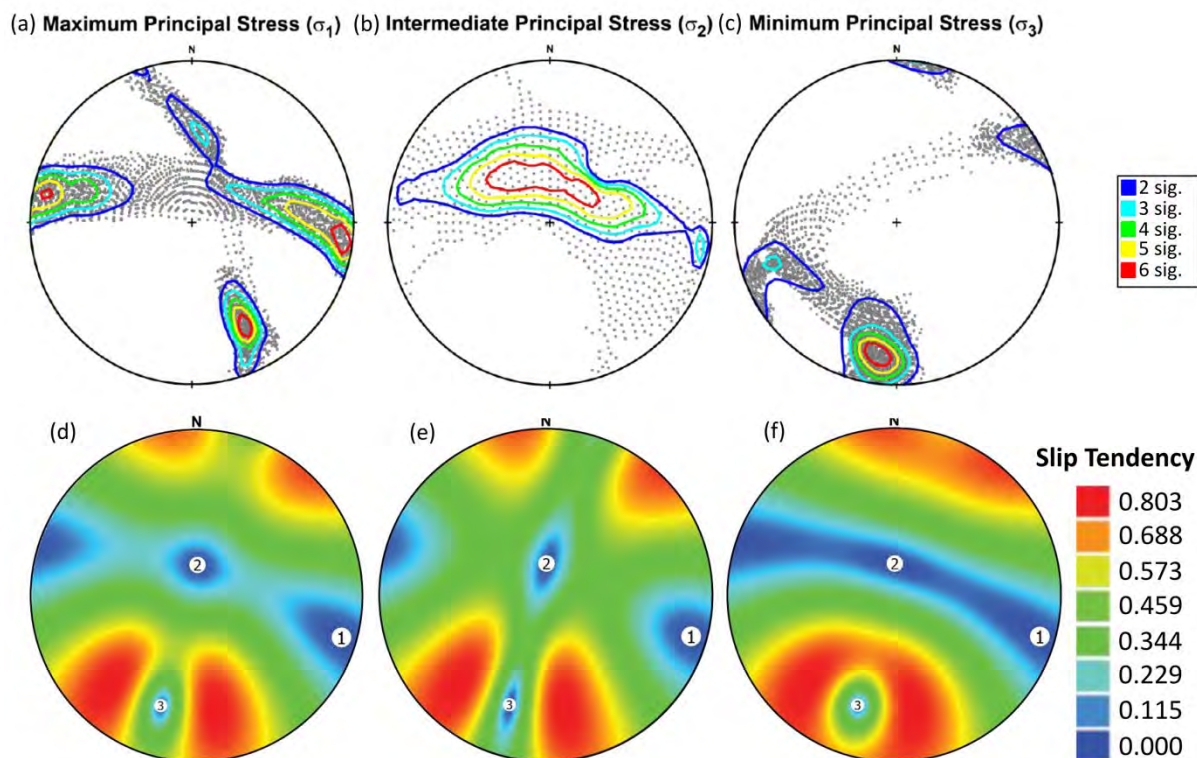 (a) Maximum Principal Stress (σ1) (b) Intermediate Principal Stress (σ2) (c) Minimum Principal Stress (σ3)
N N N
2 sig.
3 sig.
4 sig.
5 sig.
6 sig.
(d) N (e) N (f) N
Slip Tendency
0.803
0.688
0.573
0.459
0.344
0.229
0.115
0.000
2 2 2
1 1 1
3 3 3